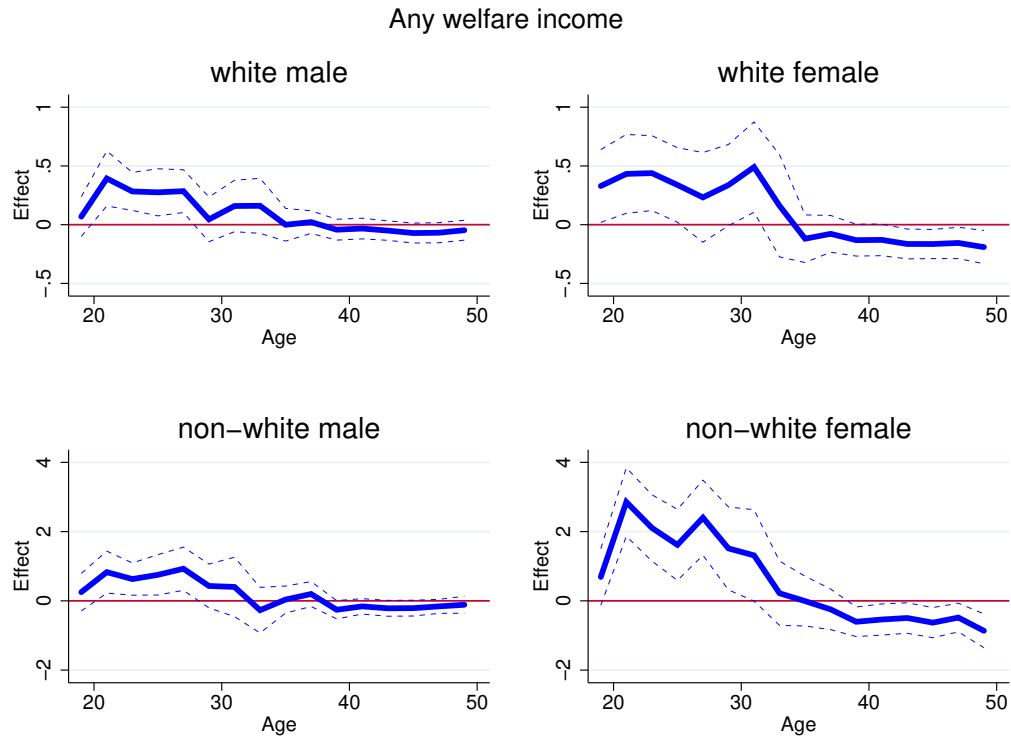 Any welfare income
white male
white female
Effect
−.5 0 .5 1
20 30 40 50
Age
Effect
−.5 0 .5 1
20 30 40 50
Age
non−white male
non−white female
Effect
−2 0 2 4
20 30 40 50
Age
Effect
−2 0 2 4
20 30 40 50
Age